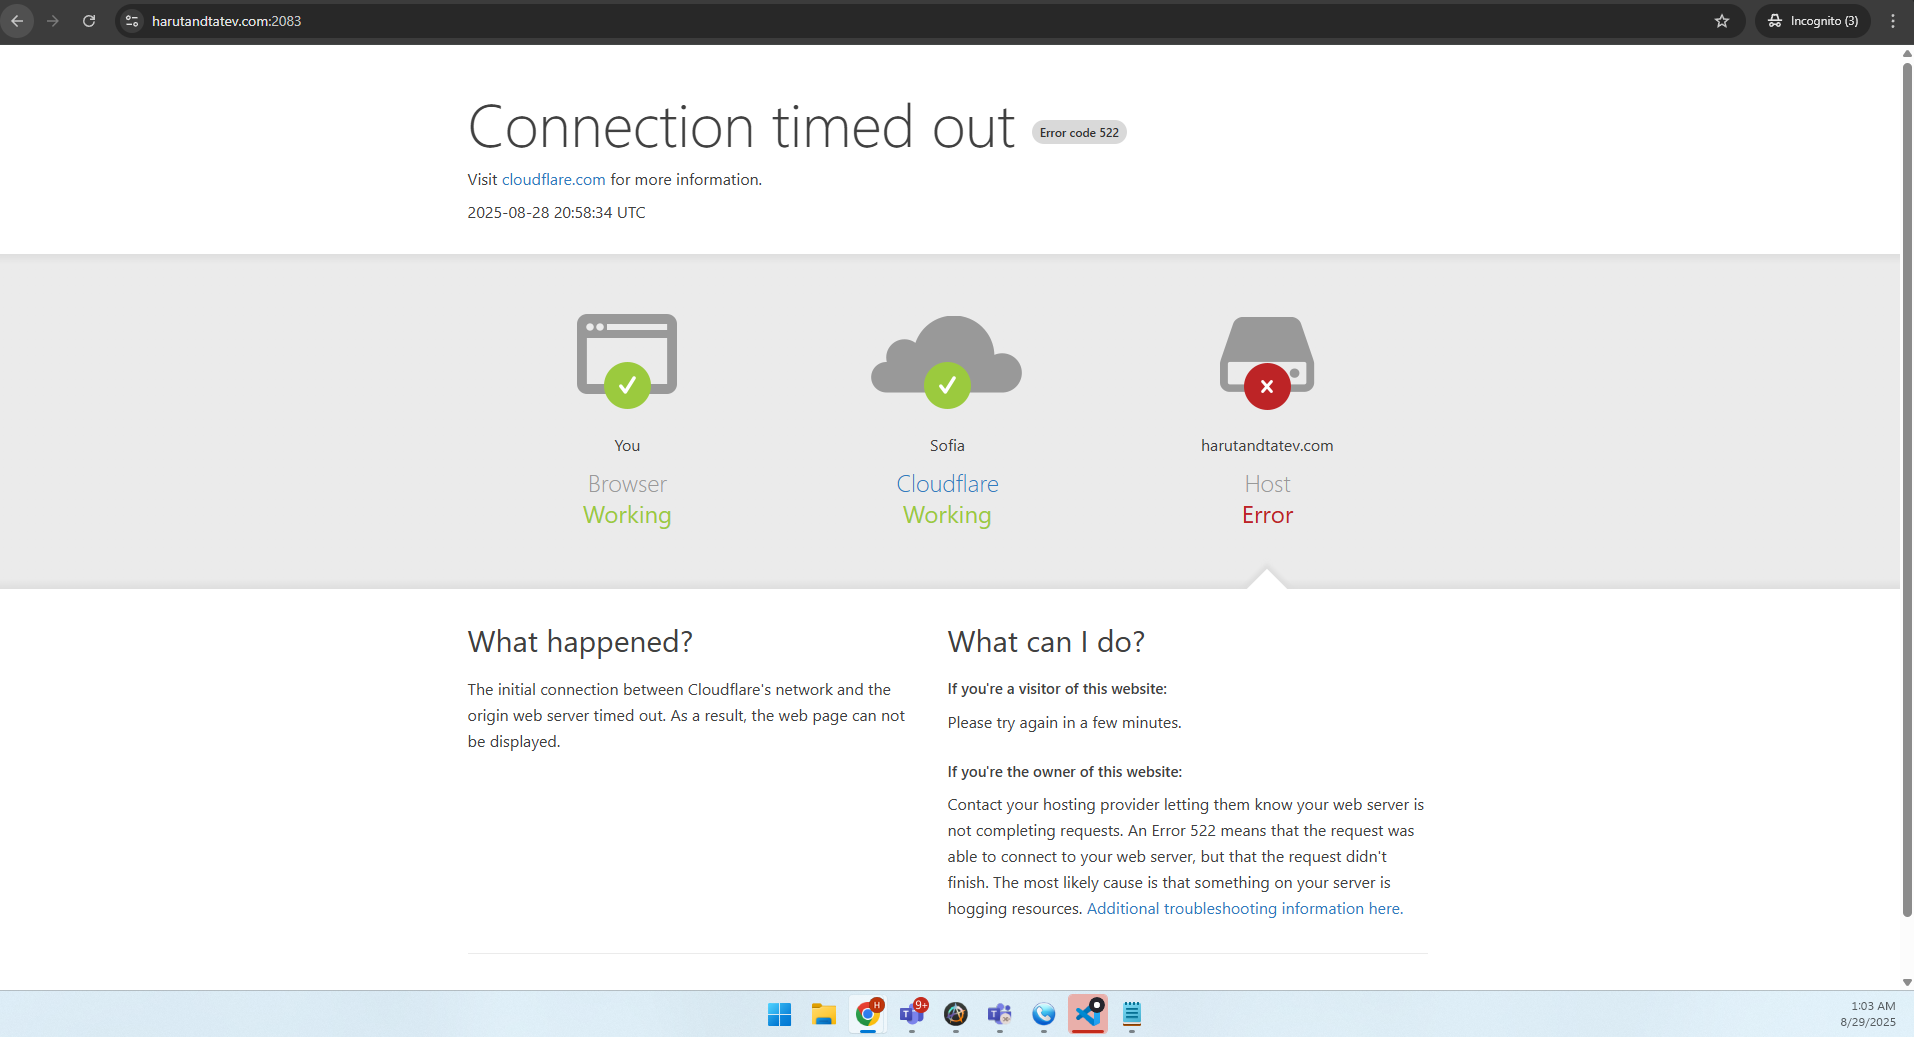 harutandtatev.com:2083
Incognito (3)
Connection timed out
Error code 522
Visit cloudflare.com for more information.
2025-08-28 20:58:34 UTC
You
Browser
Working
Sofia
Cloudflare
Working
harutandtatev.com
Host
Error
What happened?
The initial connection between Cloudflare's network and the
origin web server timed out. As a result, the web page can not
be displayed.
What can I do?
If you're a visitor of this website:
Please try again in a few minutes.
If you're the owner of this website:
Contact your hosting provider letting them know your web server is
not completing requests. An Error 522 means that the request was
able to connect to your web server, but that the request didn't
finish. The most likely cause is that something on your server is
hogging resources. Additional troubleshooting information here.
H
9+
T
T
1:03 AM
8/29/2025